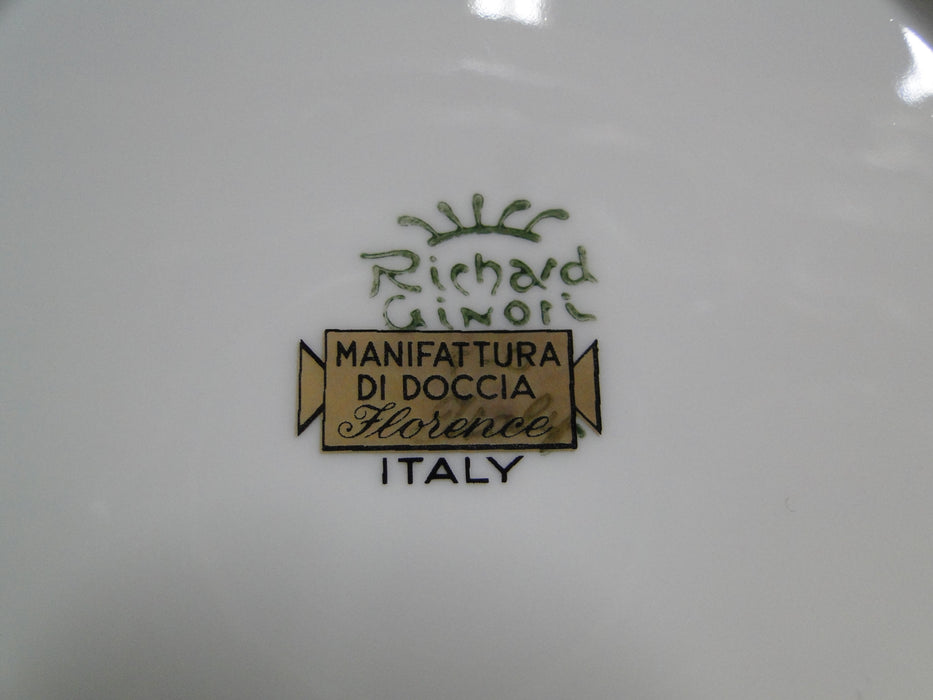 Richard
Ginori
MANIFATTURA
DI DOCCIA
Florence
ITALY